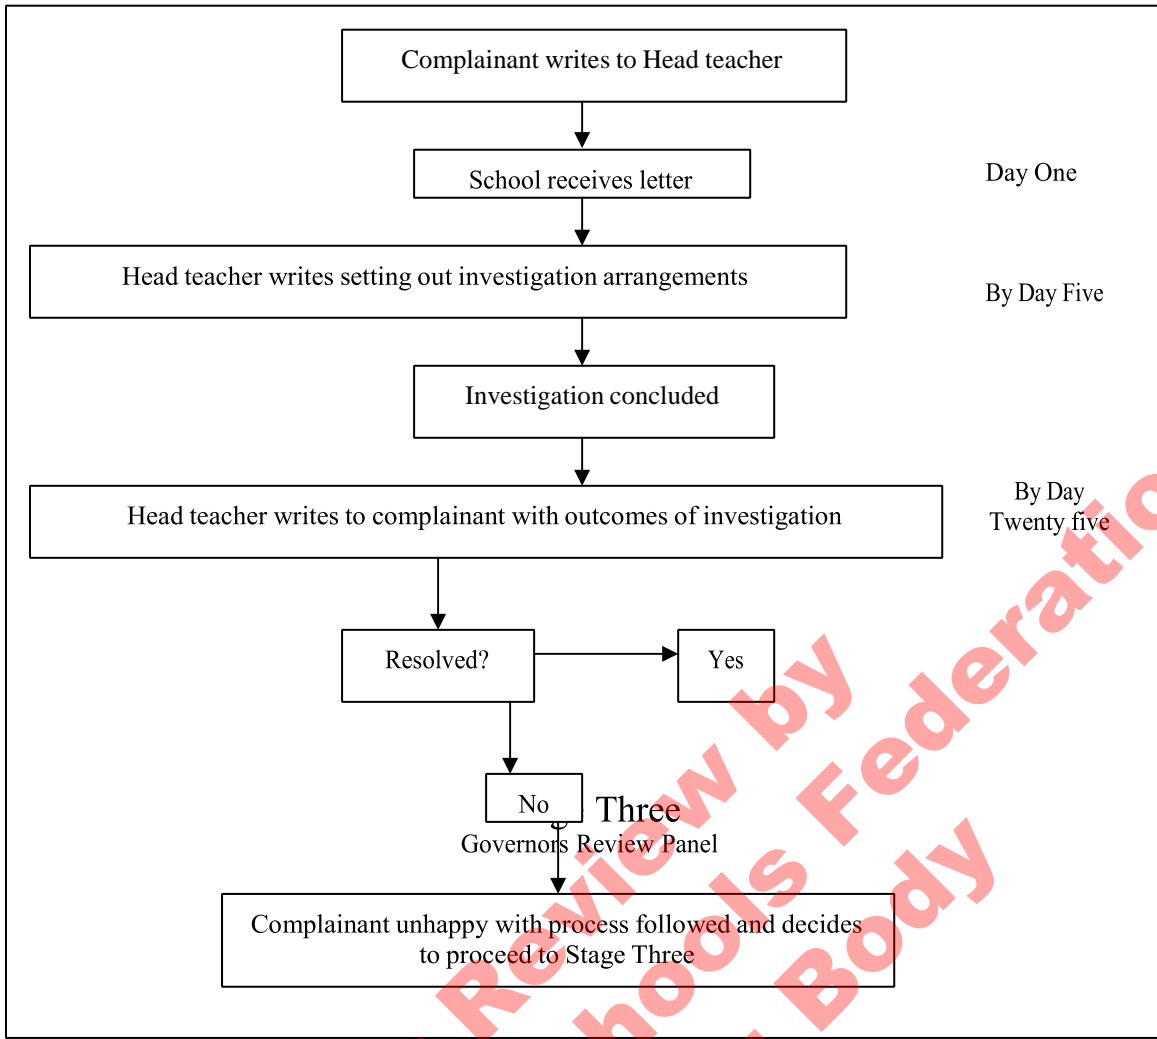 Complainant writes to Head teacher
School receives letter
Day One
Head teacher writes setting out investigation arrangements
By Day Five
Investigation concluded
By Day
Twenty five
Head teacher writes to complainant with outcomes of investigation
Resolved?
Yes
No
Three
Governors Review Panel
Complainant unhappy with process followed and decides
to proceed to Stage Three
Review by
Body